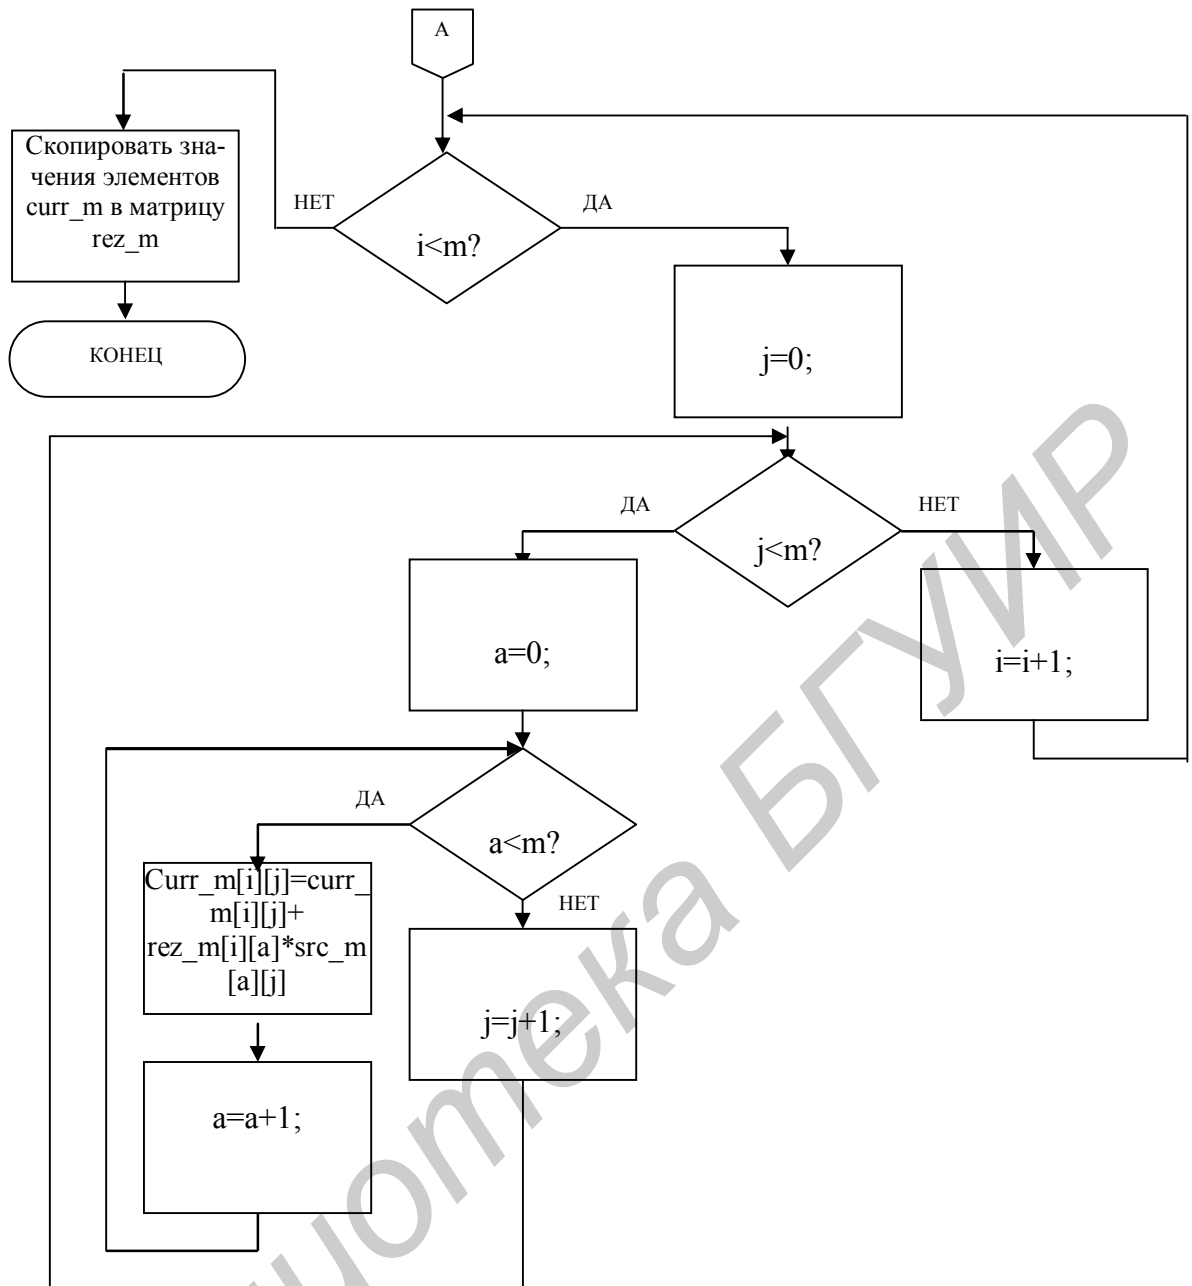 А
Скопировать зна-
чения элементов
curr_m в матрицу
rez_m
НЕТ
ДА
i<m?
КОНЕЦ
j=0;
ДА
НЕТ
j<m?
a=0;
i=i+1;
ДА
a<m?
НЕТ
Curr_m[i][j]=curr_
m[i][j]+
rez_m[i][a]*src_m
[a][j]
j=j+1;
a=a+1;
БГУИР